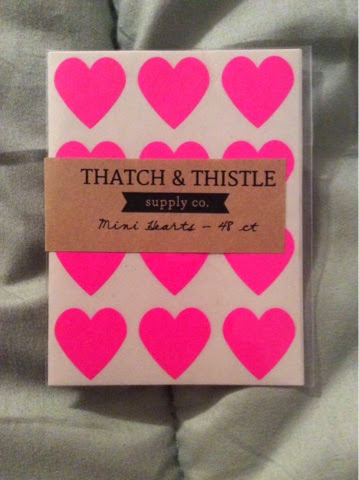 THATCH & THISTLE
supply co.
Mini Hearts - 48 ct